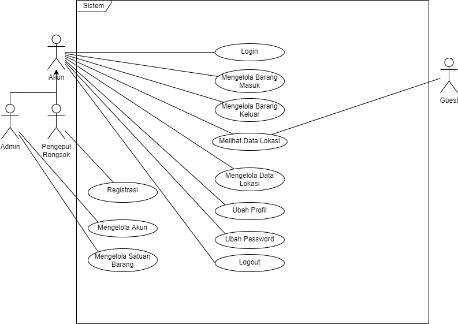 Sistem
Login
Akun
Mengelola Barang
Masuk
Mengelola Barang
Keluar
Guest
Melihat Data Lokasi
Admin
Pengepul
Rongsok
Mengelola Data
Lokasi
Registrasi
Ubah Profil
Mengelola Akun
Ubah Password
Mengelola Satuan
Barang
Logout